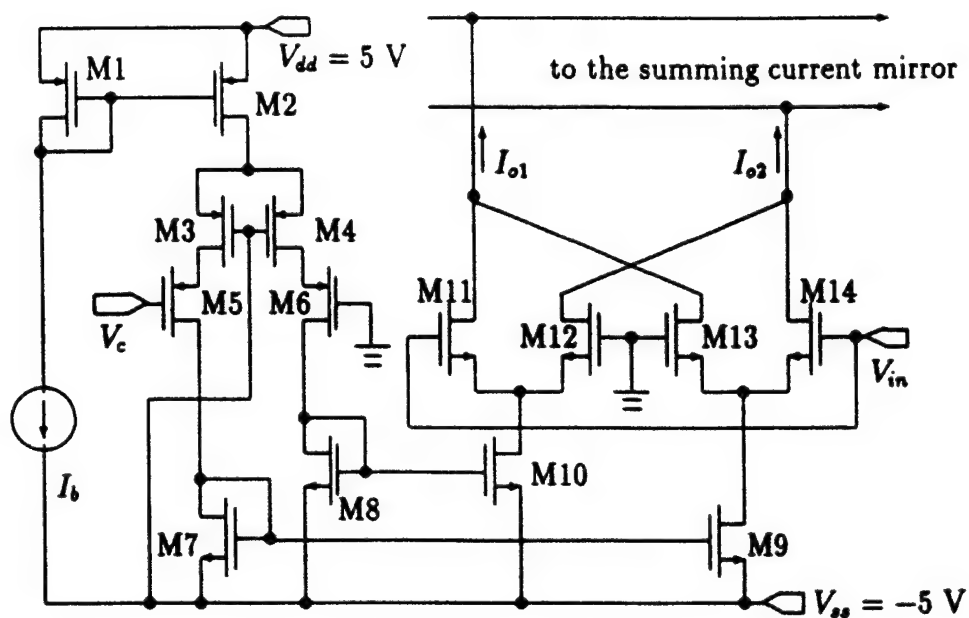 V_dd = 5 V
M1
M2
to the summing current mirror
I_o1
I_o2
M3
M4
M5
M6
V_c
M11
M12
M13
M14
V_in
I_b
M7
M8
M10
M9
V_ss = −5 V